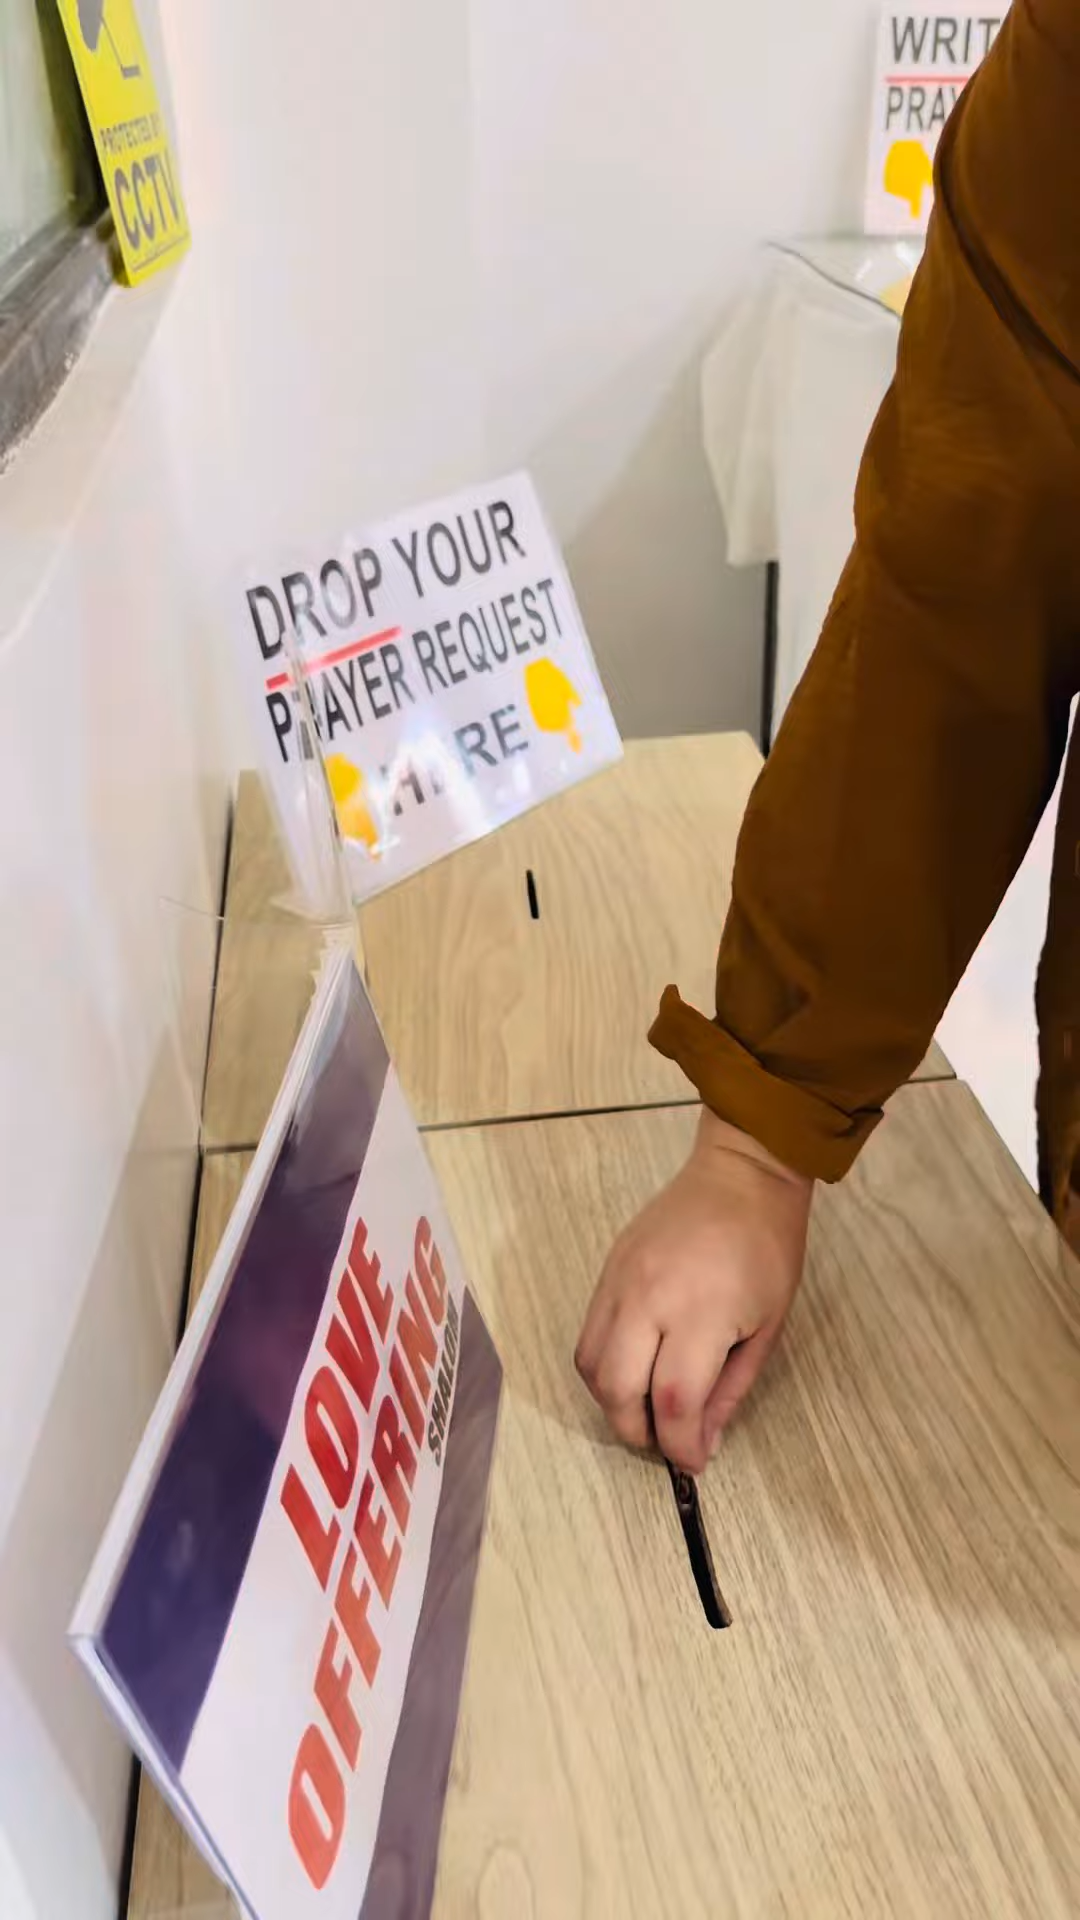 PROTECTED BY
CCTV
WRIT
PRAY
DROP YOUR
PRAYER REQUEST
HERE
LOVE
OFFERING
SHALOM